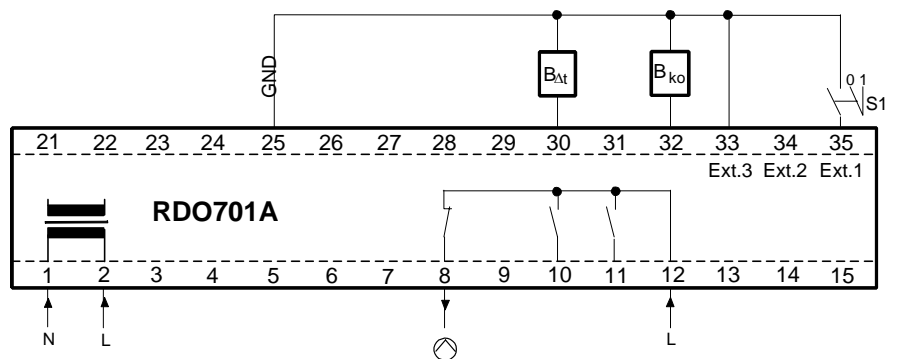 GND
BΔt
Bko
0 1
S1
21 22 23 24 25 26 27 28 29 30 31 32 33 34 35
Ext.3 Ext.2 Ext.1
RDO701A
1 2 3 4 5 6 7 8 9 10 11 12 13 14 15
N L L